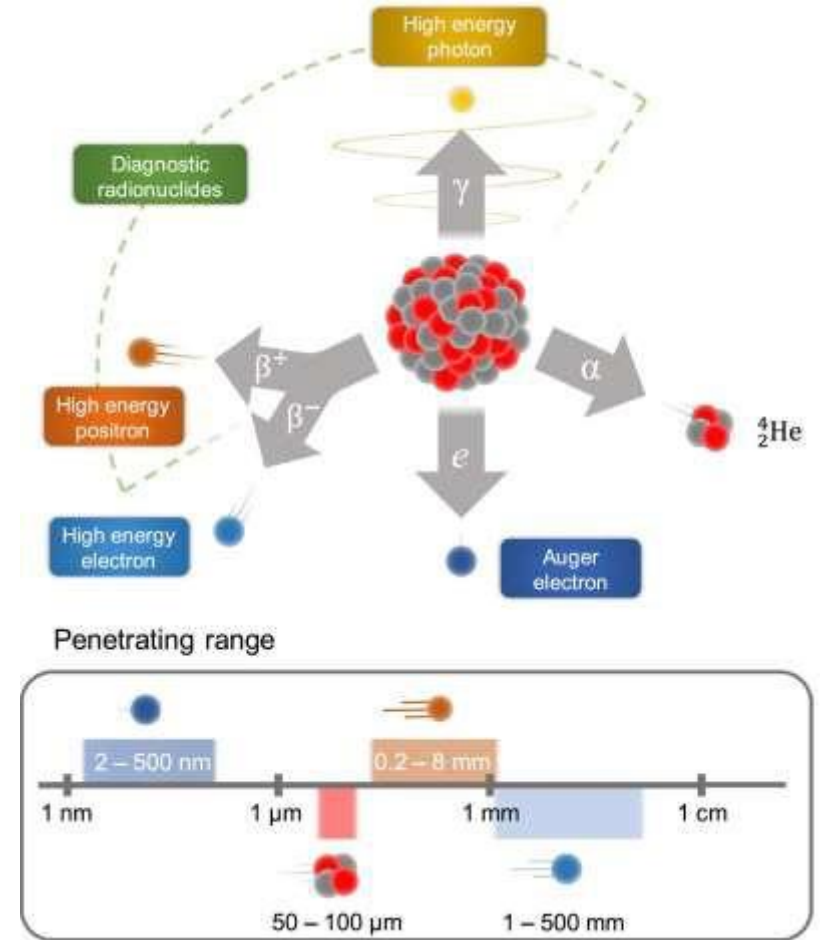 High energy
photon
Diagnostic
radionuclides
γ
β⁺
β⁻
α
e
High energy
positron
⁴₂He
High energy
electron
Auger
electron
Penetrating range
2 – 500 nm
0.2 – 8 mm
1 nm
1 µm
1 mm
1 cm
50 – 100 µm
1 – 500 mm